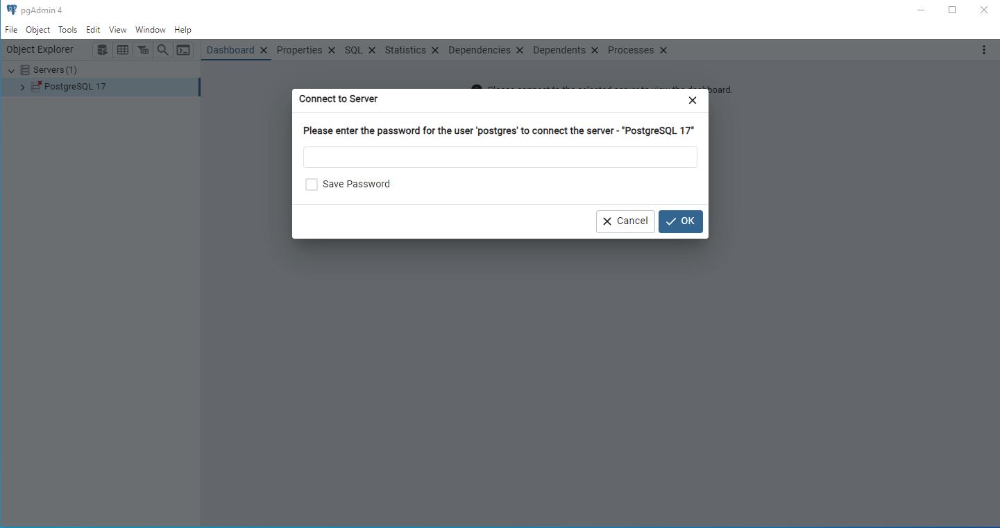 pgAdmin 4
File Object Tools Edit View Window Help
Object Explorer
Dashboard Properties SQL Statistics Dependencies Dependents Processes
Servers (1)
PostgreSQL 17
Please connect to the selected server to view the dashboard.
Connect to Server
Please enter the password for the user 'postgres' to connect the server - "PostgreSQL 17"
Save Password
Cancel OK